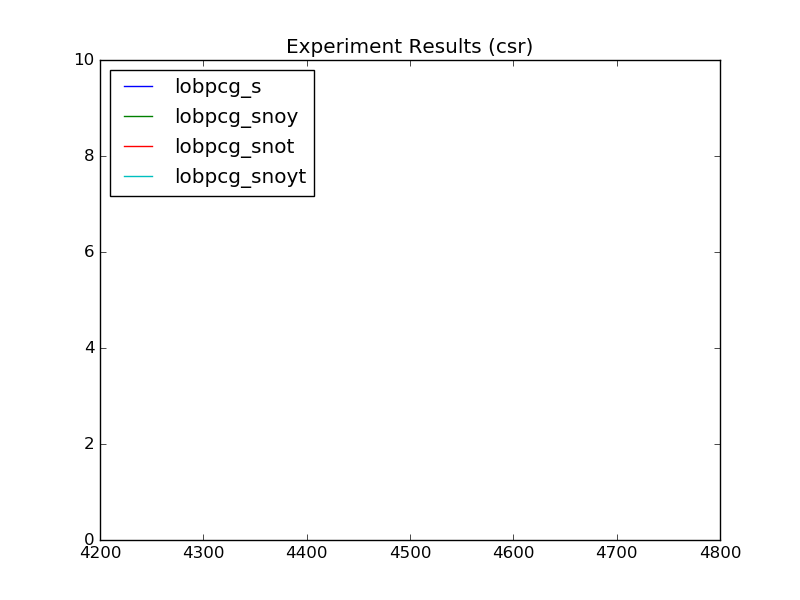 Experiment Results (csr)
10
8
6
4
2
0
lobpcg_s
lobpcg_snoy
lobpcg_snot
lobpcg_snoyt
4200 4300 4400 4500 4600 4700 4800